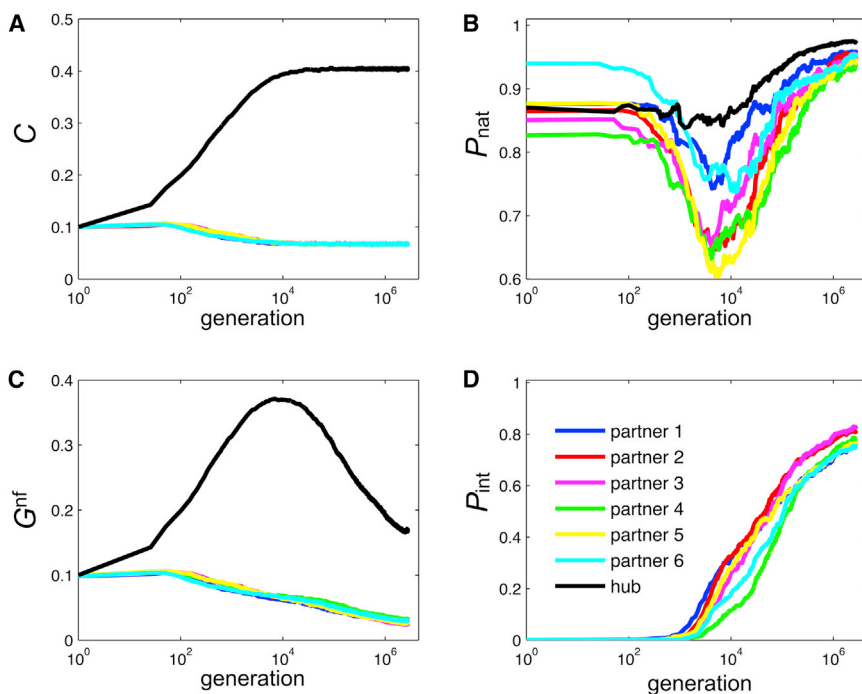 A
B
0.5
0.4
0.3
0.2
0.1
0
C
10^0
10^2
10^4
10^6
generation
1
0.9
0.8
0.7
0.6
P_nat
10^0
10^2
10^4
10^6
generation
C
D
0.4
0.3
0.2
0.1
0
G^nf
10^0
10^2
10^4
10^6
generation
1
0.8
0.6
0.4
0.2
0
P_int
partner 1
partner 2
partner 3
partner 4
partner 5
partner 6
hub
10^0
10^2
10^4
10^6
generation